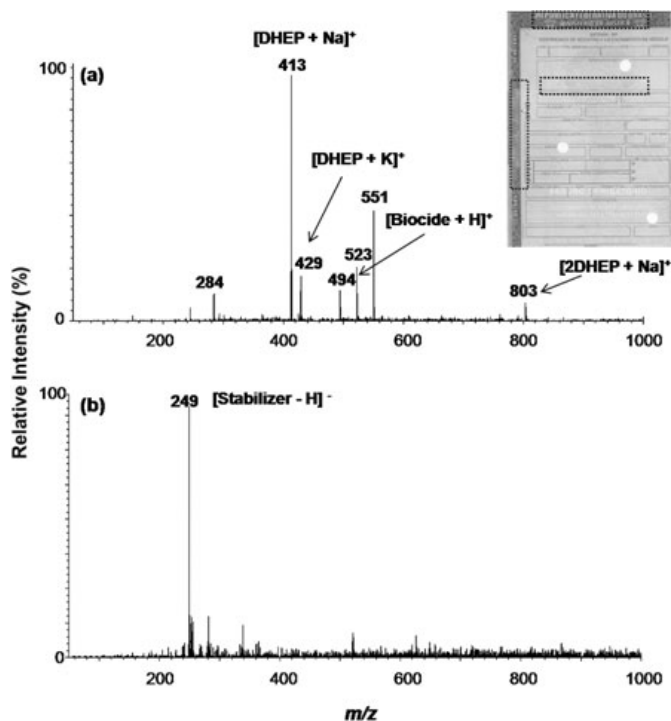 [DHEP + Na]⁺
100
(a)
413
[DHEP + K]⁺
551
[Biocide + H]⁺
523
284
429
494
[2DHEP + Na]⁺
803
0
200
400
600
800
1000
Relative Intensity (%)
100
(b)
249
[Stabilizer - H]⁻
0
200
400
600
800
1000
m/z